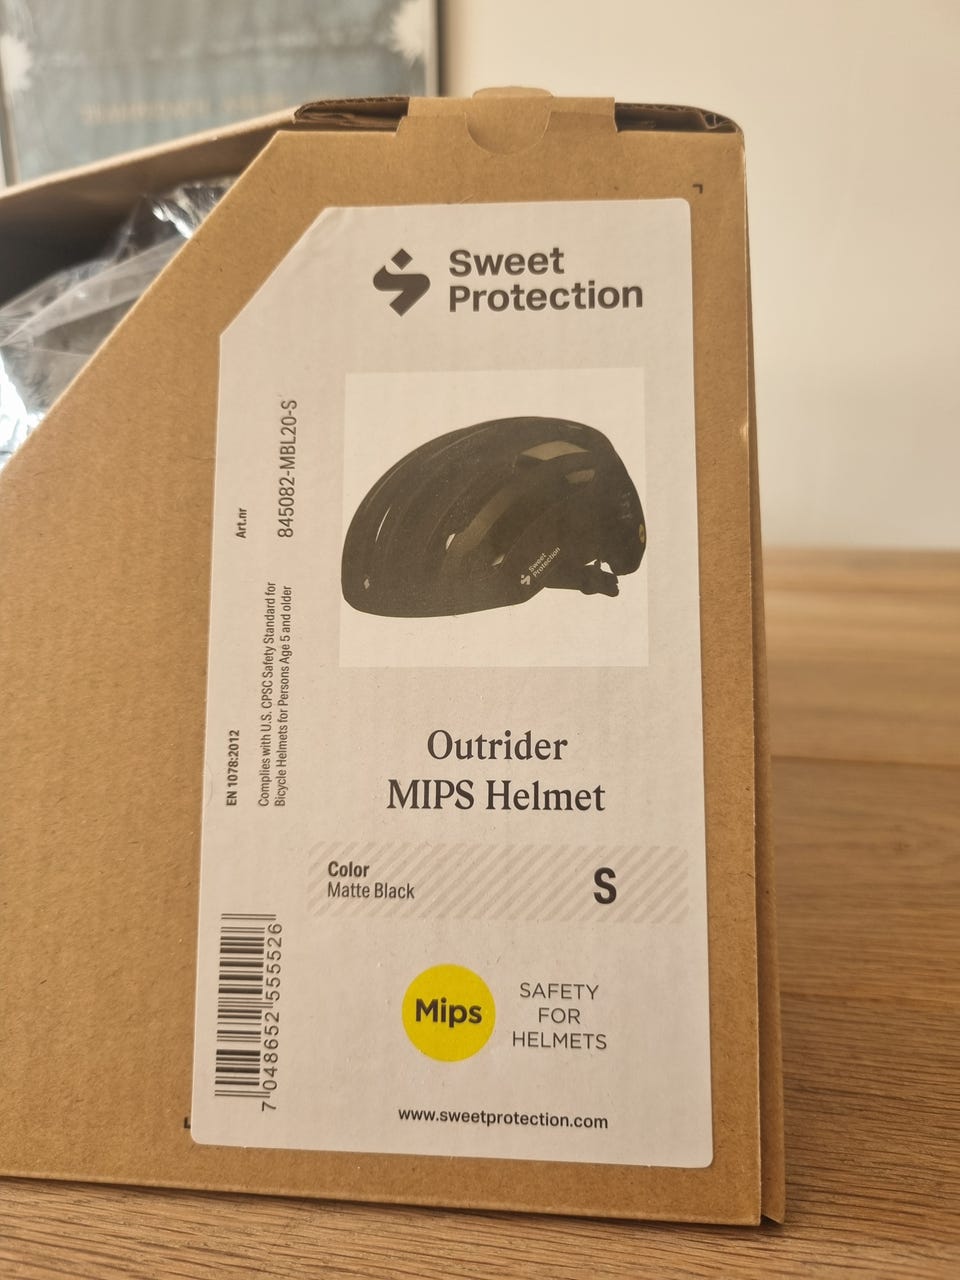 Sweet
Protection
Art.nr
845082-MBL20-S
EN 1078:2012
Complies with U.S. CPSC Safety Standard for
Bicycle Helmets for Persons Age 5 and older
Sweet
Protection
Outrider
MIPS Helmet
Color
Matte Black
S
7 048652 555526
Mips
SAFETY
FOR
HELMETS
www.sweetprotection.com